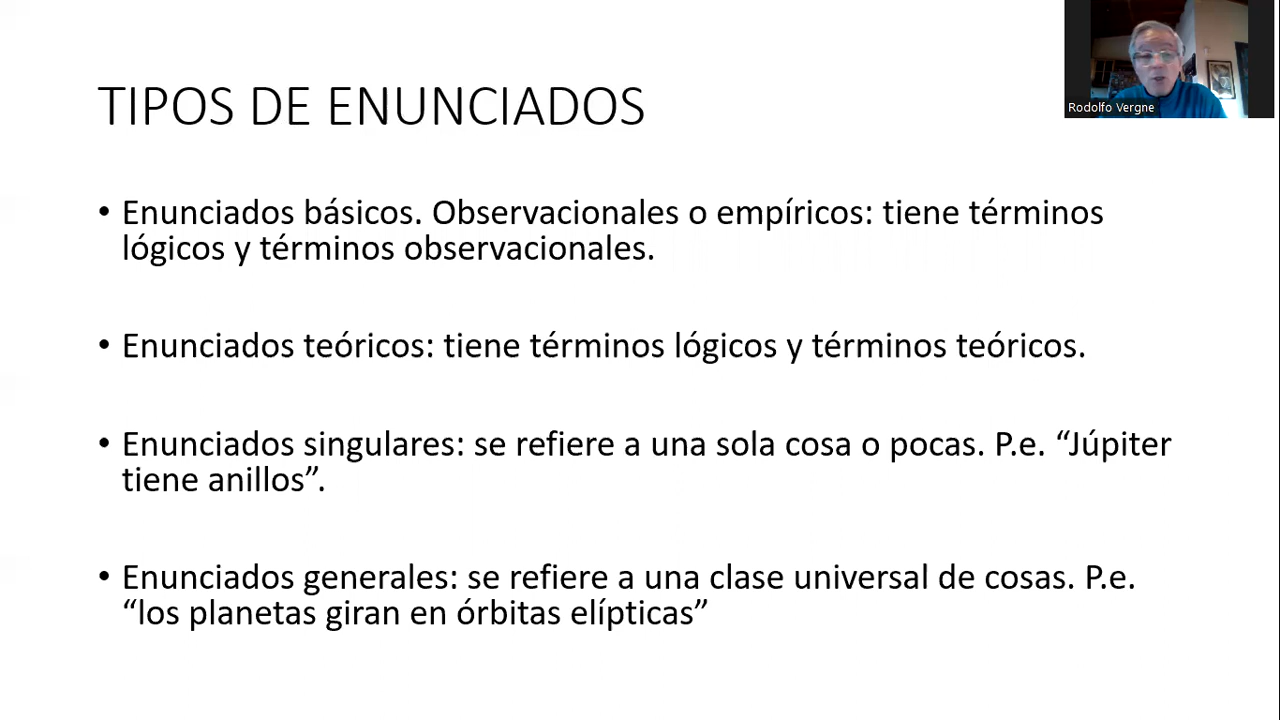 Rodolfo Vergne
TIPOS DE ENUNCIADOS
• Enunciados básicos. Observacionales o empíricos: tiene términos
lógicos y términos observacionales.
• Enunciados teóricos: tiene términos lógicos y términos teóricos.
• Enunciados singulares: se refiere a una sola cosa o pocas. P.e. “Júpiter
tiene anillos”.
• Enunciados generales: se refiere a una clase universal de cosas. P.e.
“los planetas giran en órbitas elípticas”